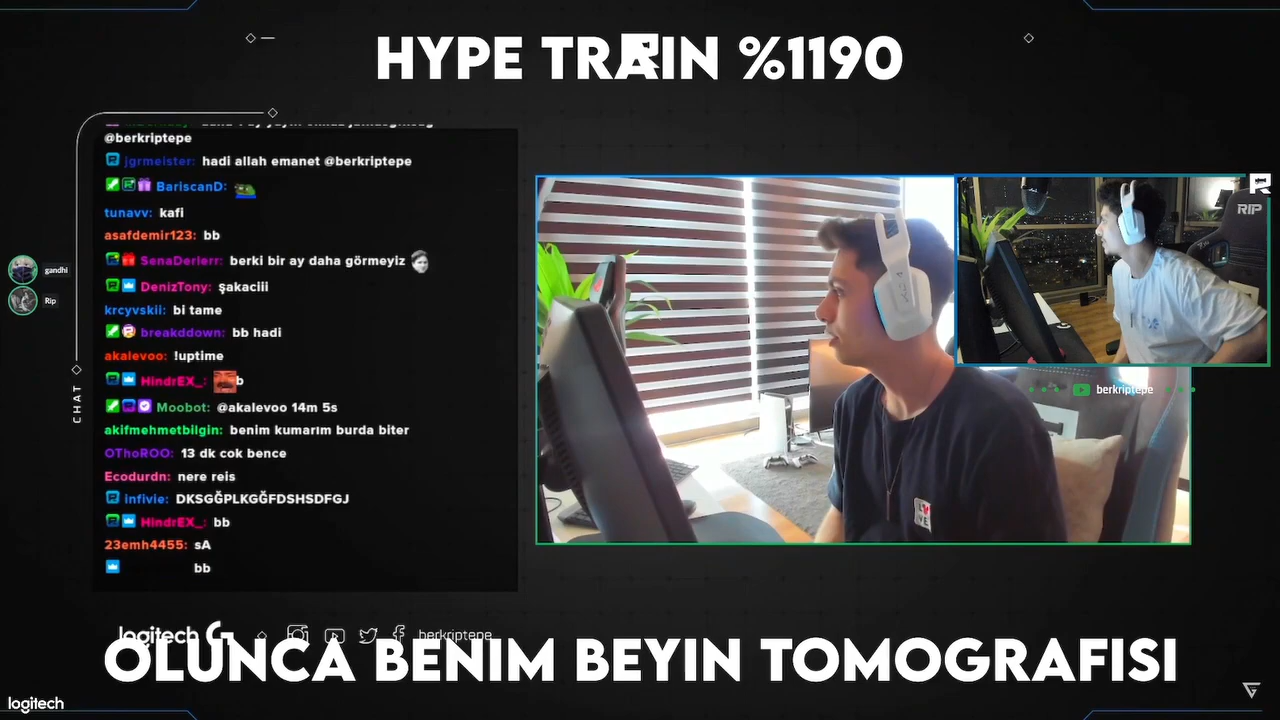 HYPE TRAIN %1190
@berkriptepe
jgrmeister: hadi allah emanet @berkriptepe
BariscanD:
tunavv: kafi
asafdemir123: bb
SenaDerlerr: berki bir ay daha görmeyiz
DenizTony: şakaciii
krcyvskii: bi tame
breakddown: bb hadi
akalevoo: !uptime
HindrEX_: b
Moobot: @akalevoo 14m 5s
akifmehmetbilgin: benim kumarım burda biter
OThoROO: 13 dk cok bence
Ecodurdn: nere reis
infivie: DKSGĞPLKGĞFDSHSDFGJ
HindrEX_: bb
23emh4455: sA
bb
gandhi
Rip
CHAT
RIP
berkriptepe
LOVE
logitech G
berkriptepe
OLUNCA BENIM BEYIN TOMOGRAFISI
logitech